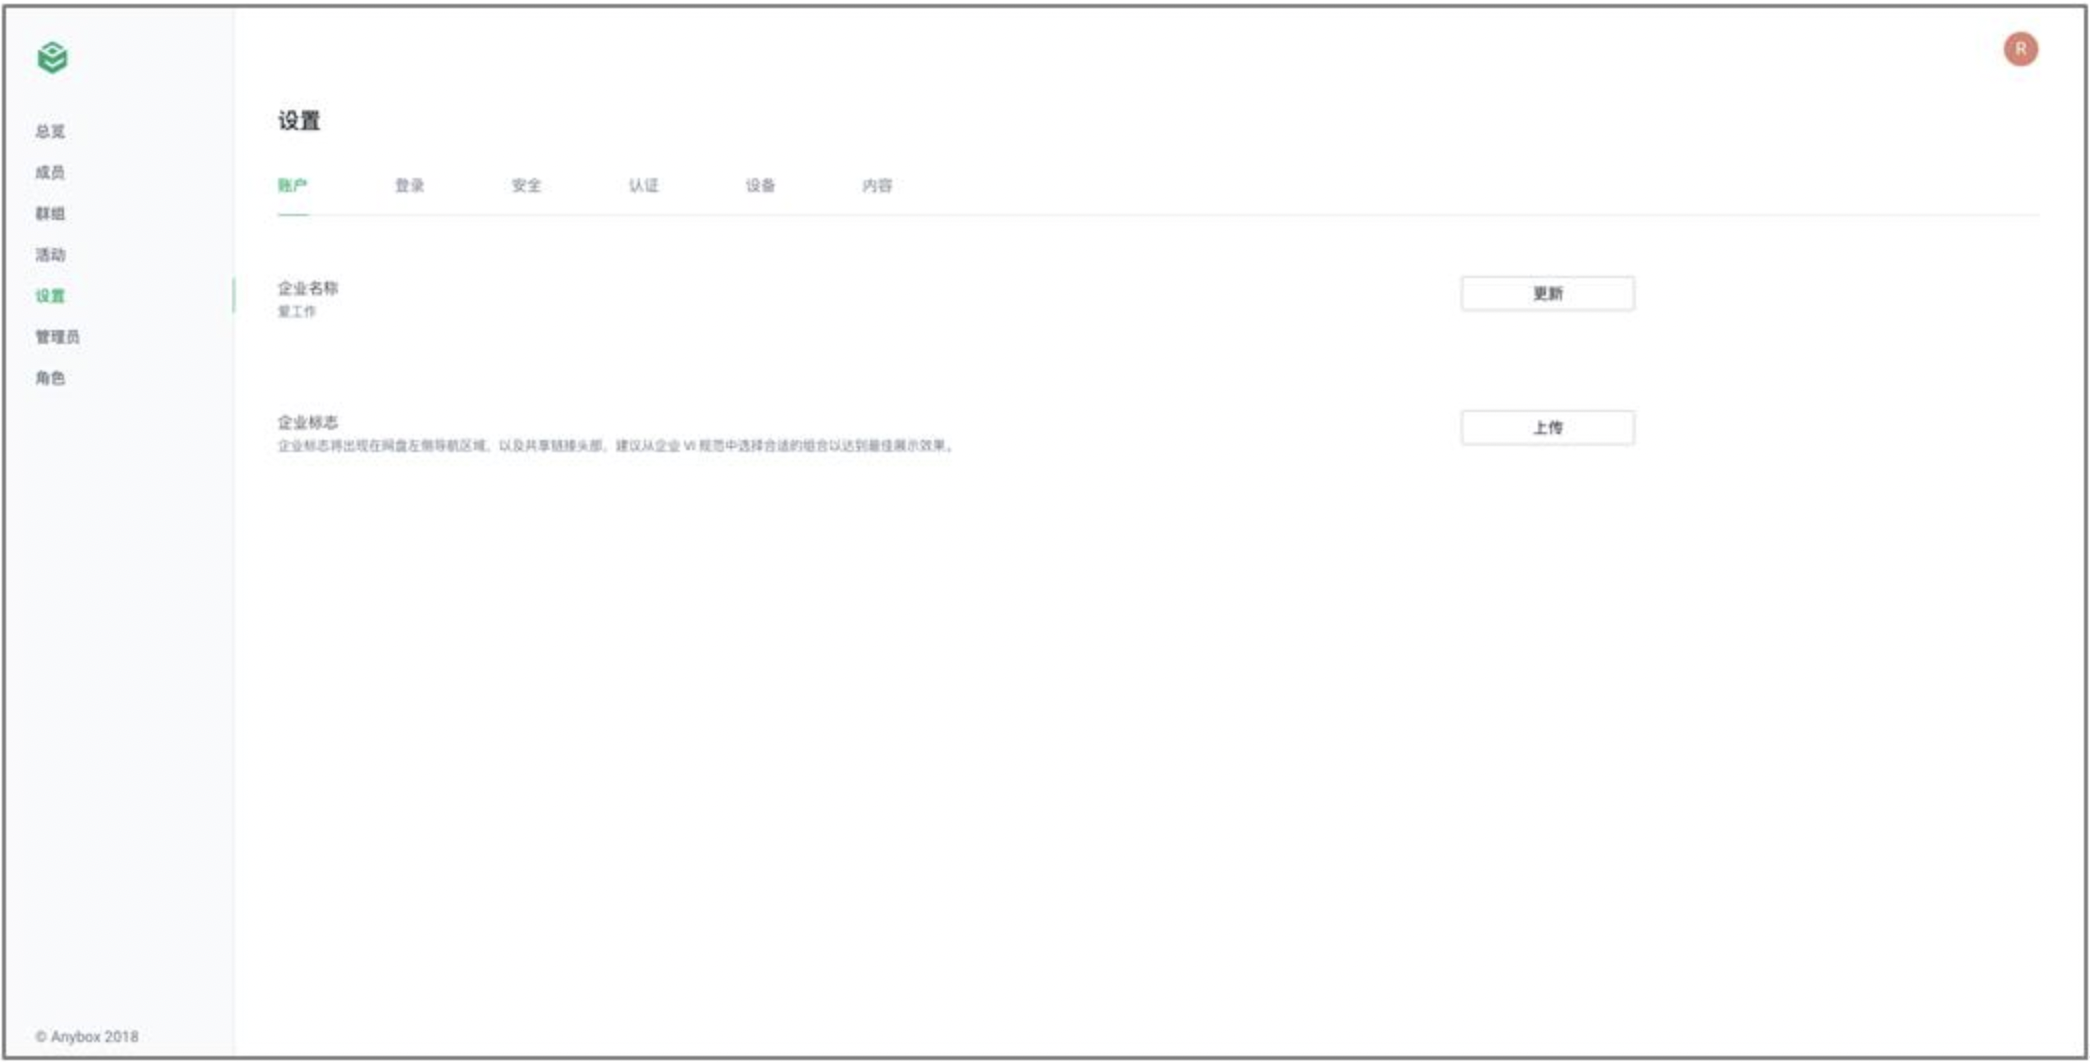 R
总览
成员
群组
活动
设置
管理员
角色
设置
账户 登录 安全 认证 设备 内容
企业名称
爱工作
更新
企业标志
企业标志将出现在网盘左侧导航区域，以及共享链接头部，建议从企业 VI 规范中选择合适的组合以达到最佳展示效果。
上传
© Anybox 2018